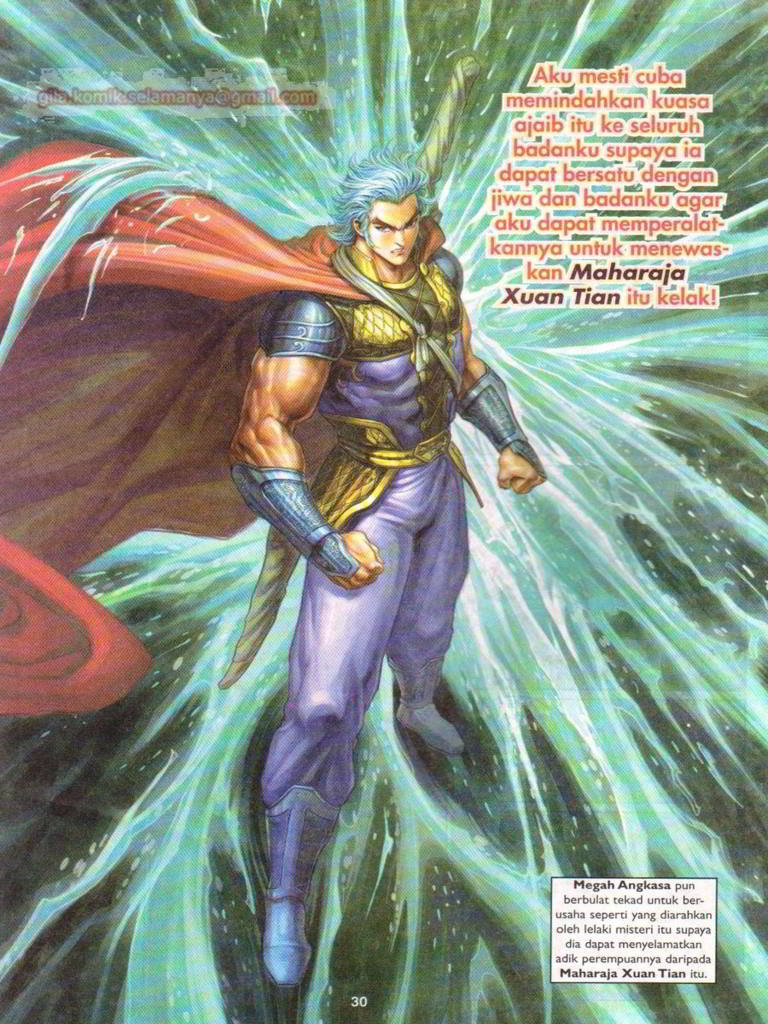 gila.komik.selamanya@gmail.com
Aku mesti cuba
memindahkan kuasa
ajaib itu ke seluruh
badanku supaya ia
dapat bersatu dengan
jiwa dan badanku agar
aku dapat memperalat-
kannya untuk menewas-
kan Maharaja
Xuan Tian itu kelak!
Megah Angkasa pun
berbulat tekad untuk ber-
usaha seperti yang diarahkan
oleh lelaki misteri itu supaya
dia dapat menyelamatkan
adik perempuannya daripada
Maharaja Xuan Tian itu.
30